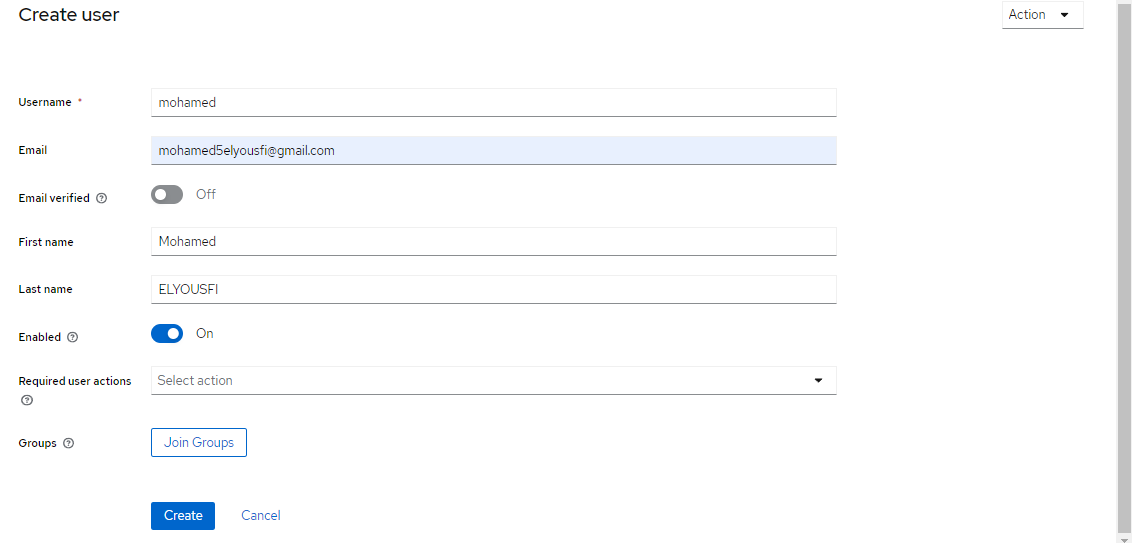 Create user
Action
Username *
mohamed
Email
mohamed5elyousfi@gmail.com
Email verified
Off
First name
Mohamed
Last name
ELYOUSFI
Enabled
On
Required user actions
Select action
Groups
Join Groups
Create
Cancel